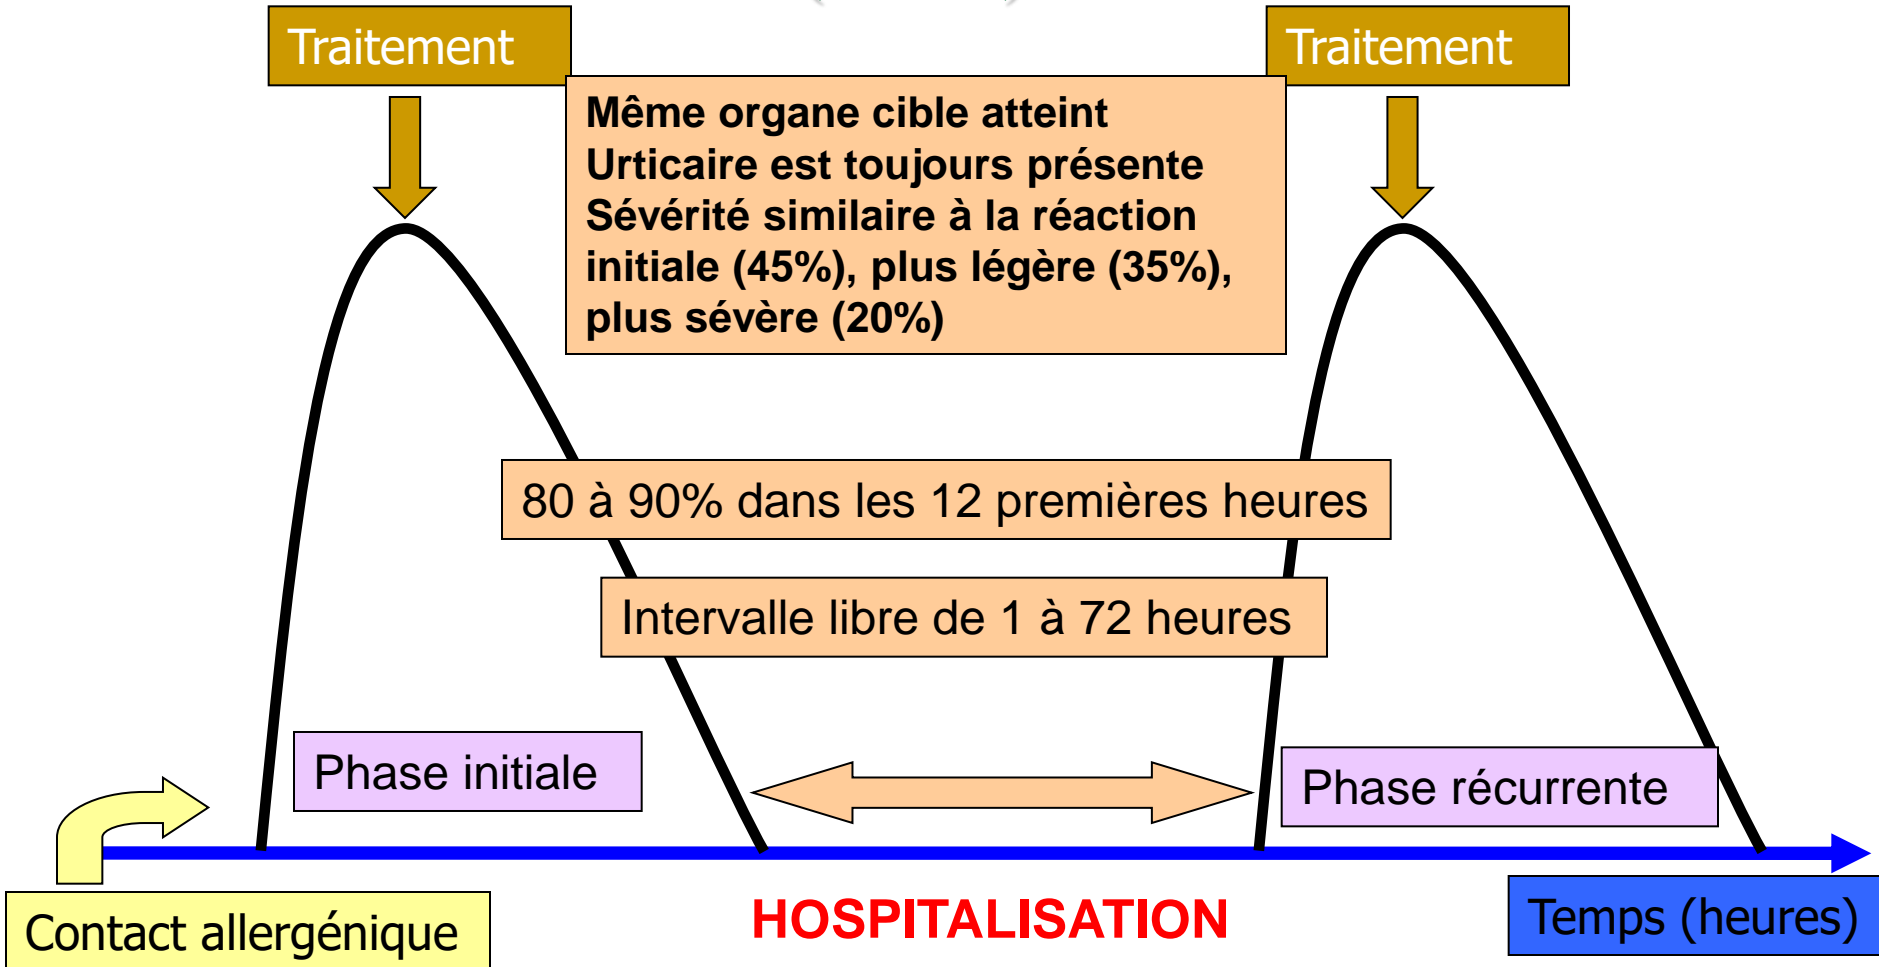 Traitement
Traitement
Même organe cible atteint
Urticaire est toujours présente
Sévérité similaire à la réaction
initiale (45%), plus légère (35%),
plus sévère (20%)
80 à 90% dans les 12 premières heures
Intervalle libre de 1 à 72 heures
Phase initiale
Phase récurrente
Contact allergénique
HOSPITALISATION
Temps (heures)